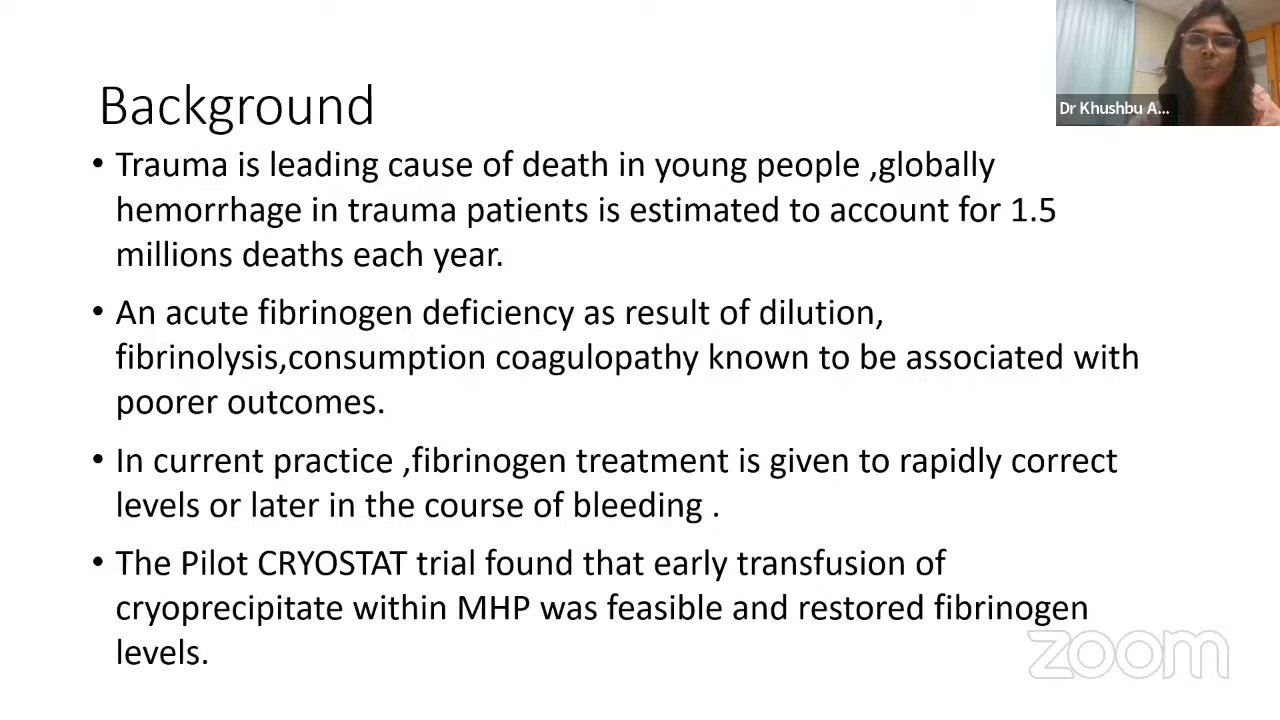 Background
• Trauma is leading cause of death in young people ,globally
hemorrhage in trauma patients is estimated to account for 1.5
millions deaths each year.
• An acute fibrinogen deficiency as result of dilution,
fibrinolysis,consumption coagulopathy known to be associated with
poorer outcomes.
• In current practice ,fibrinogen treatment is given to rapidly correct
levels or later in the course of bleeding .
• The Pilot CRYOSTAT trial found that early transfusion of
cryoprecipitate within MHP was feasible and restored fibrinogen
levels.
Dr Khushbu A...
zoom